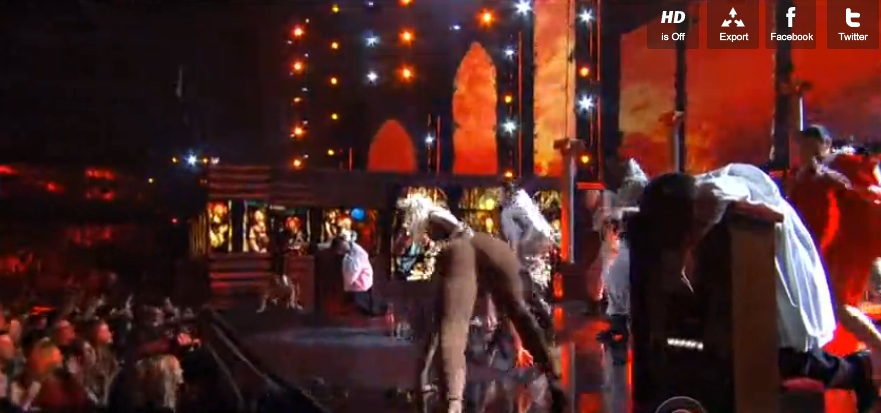 HD
is Off
Export
f
Facebook
t
Twitter